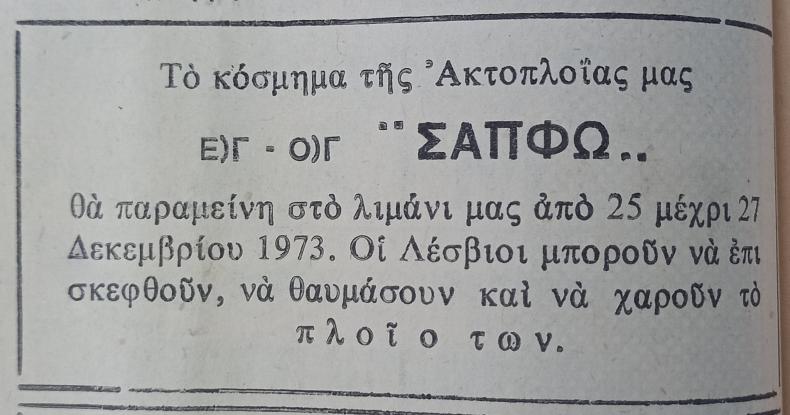 Τὸ κόσμημα τῆς Ἀκτοπλοΐας μας
Ε)Γ - Ο)Γ "ΣΑΠΦΩ..
θὰ παραμείνη στὸ λιμάνι μας ἀπὸ 25 μέχρι 27
Δεκεμβρίου 1973. Οἱ Λέσβιοι μποροῦν νὰ ἐπι
σκεφθοῦν, νὰ θαυμάσουν καὶ νὰ χαροῦν τὸ
πλοῖο των.